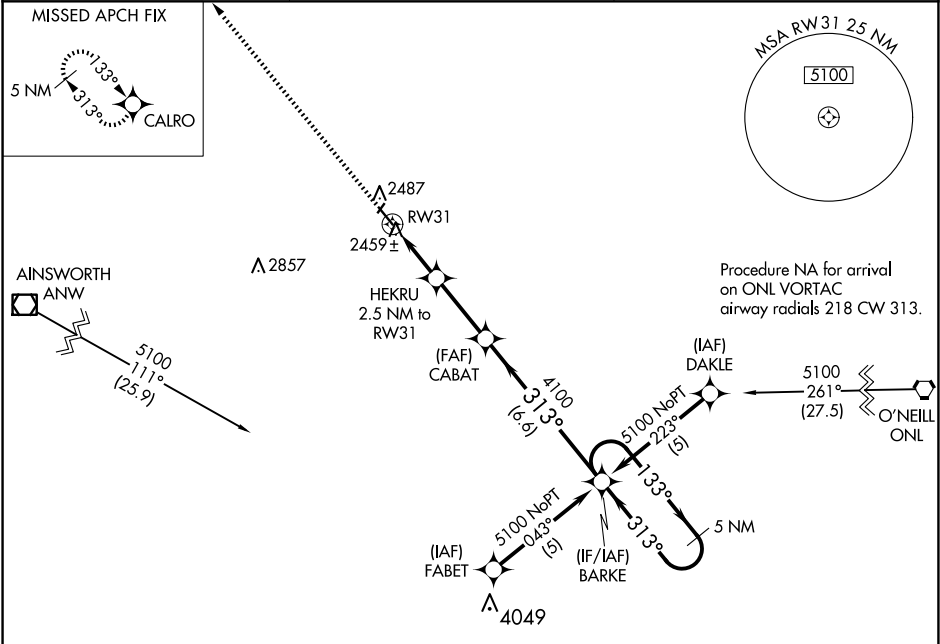 MISSED APCH FIX
5 NM
133°
313°
CALRO
MSA RW31 25 NM
5100
2487
RW31
2459±
2857
AINSWORTH
ANW
5100
111°
(25.9)
HEKRU
2.5 NM to
RW31
(FAF)
CABAT
4100
313°
(6.6)
Procedure NA for arrival
on ONL VORTAC
airway radials 218 CW 313.
(IAF)
DAKLE
5100
261°
(27.5)
O'NEILL
ONL
5100 NoPT
223°
(5)
133°
313°
5 NM
5100 NoPT
043°
(5)
(IAF)
FABET
(IF/IAF)
BARKE
4049